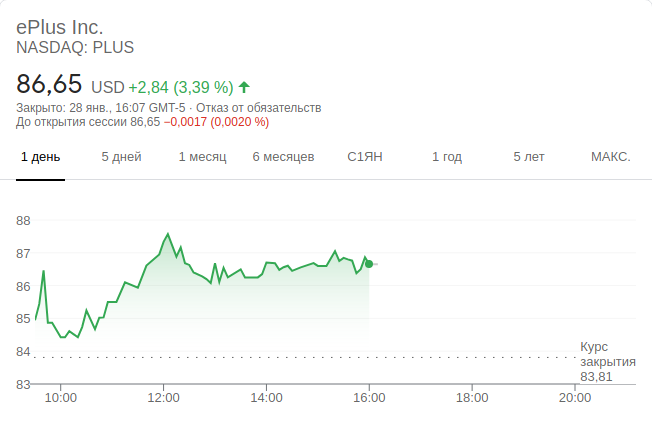 ePlus Inc.
NASDAQ: PLUS
86,65 USD +2,84 (3,39 %)
Закрыто: 28 янв., 16:07 GMT-5 · Отказ от обязательств
До открытия сессии 86,65 −0,0017 (0,0020 %)
1 день 5 дней 1 месяц 6 месяцев С1ЯН 1 год 5 лет МАКС.
88
87
86
85
84
Курс
закрытия
83,81
83
10:00 12:00 14:00 16:00 18:00 20:00